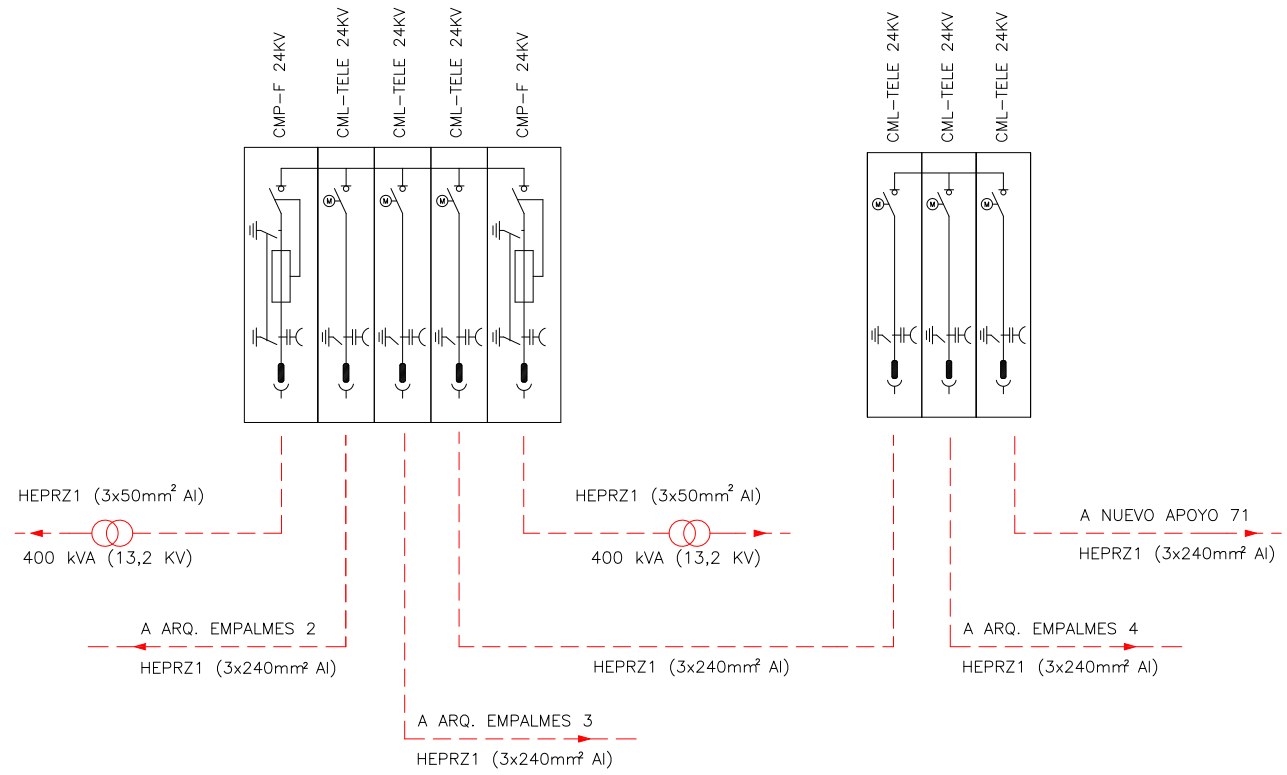 CMP-F 24KV
CML-TELE 24KV
CML-TELE 24KV
CML-TELE 24KV
CMP-F 24KV
CML-TELE 24KV
CML-TELE 24KV
CML-TELE 24KV
M
M
M
M
M
M
HEPRZ1 (3x50mm² Al)
400 kVA (13,2 KV)
HEPRZ1 (3x50mm² Al)
400 kVA (13,2 KV)
A NUEVO APOYO 71
HEPRZ1 (3x240mm² Al)
A ARQ. EMPALMES 2
HEPRZ1 (3x240mm² Al)
HEPRZ1 (3x240mm² Al)
A ARQ. EMPALMES 4
HEPRZ1 (3x240mm² Al)
A ARQ. EMPALMES 3
HEPRZ1 (3x240mm² Al)